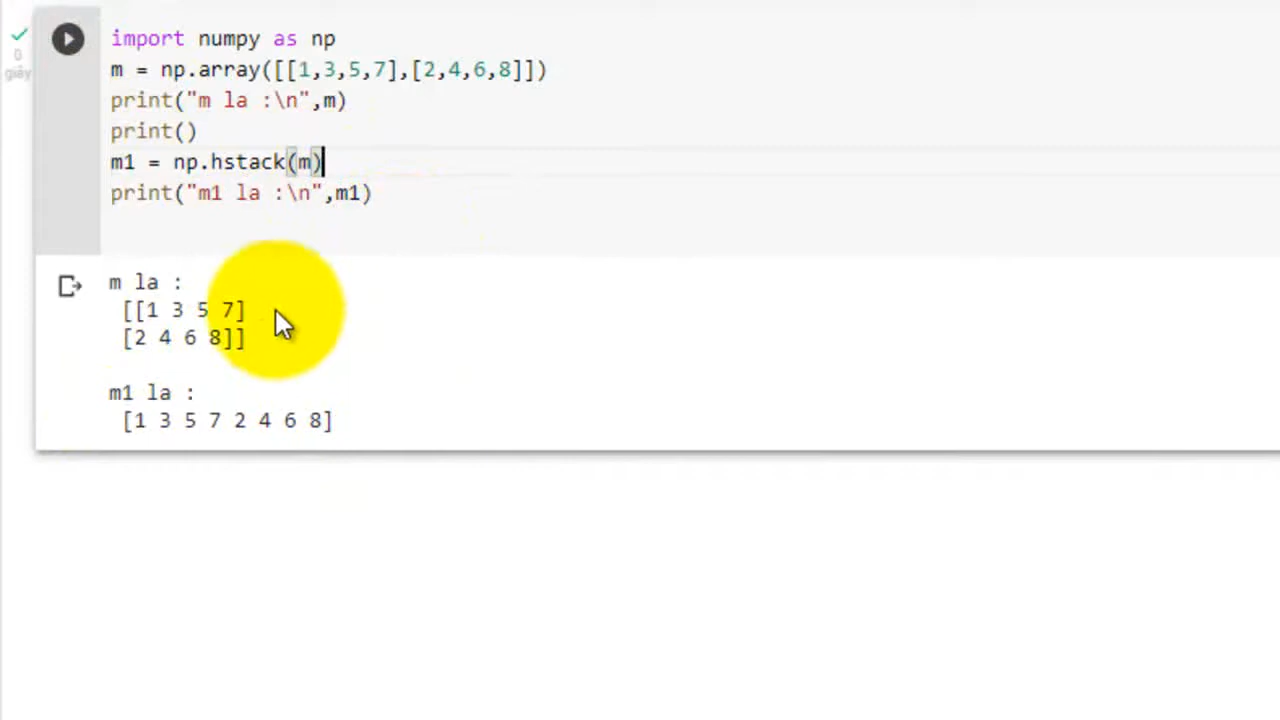 import numpy as np
m = np.array([[1,3,5,7],[2,4,6,8]])
print("m la :\n",m)
print()
m1 = np.hstack(m)
print("m1 la :\n",m1)
0
giây
m la :
[[1 3 5 7]
[2 4 6 8]]
m1 la :
[1 3 5 7 2 4 6 8]